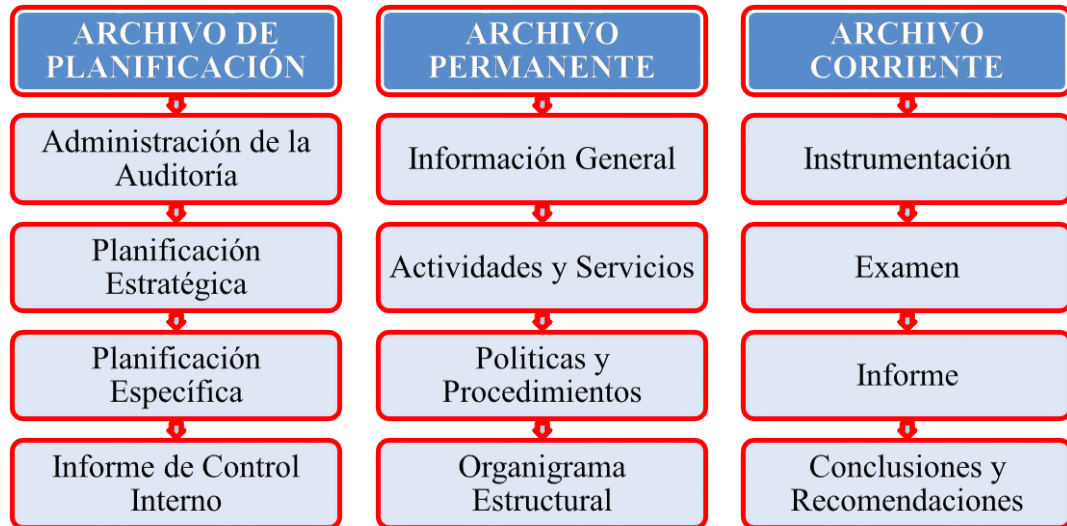 ARCHIVO DE
PLANIFICACIÓN
Administración de la
Auditoría
Planificación
Estratégica
Planificación
Específica
Informe de Control
Interno
ARCHIVO
PERMANENTE
Información General
Actividades y Servicios
Politicas y
Procedimientos
Organigrama
Estructural
ARCHIVO
CORRIENTE
Instrumentación
Examen
Informe
Conclusiones y
Recomendaciones